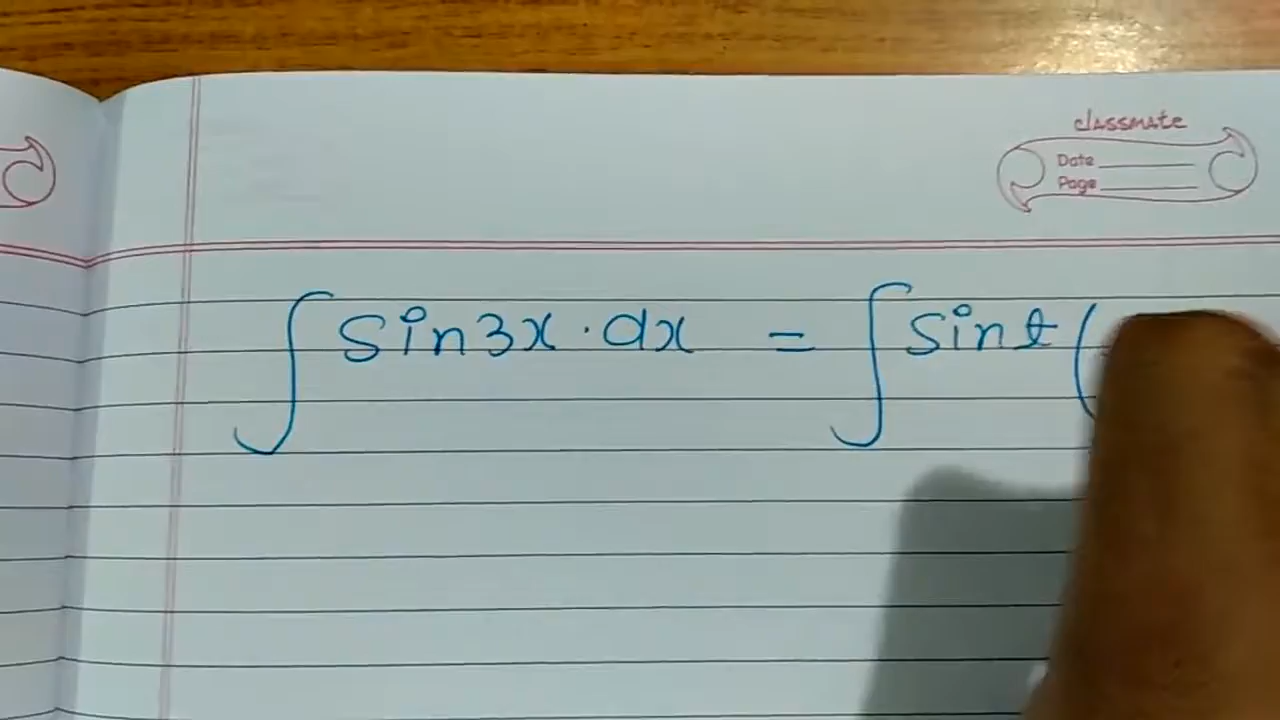 classmate
Date
Page
∫ sin3x·dx = ∫ sint(